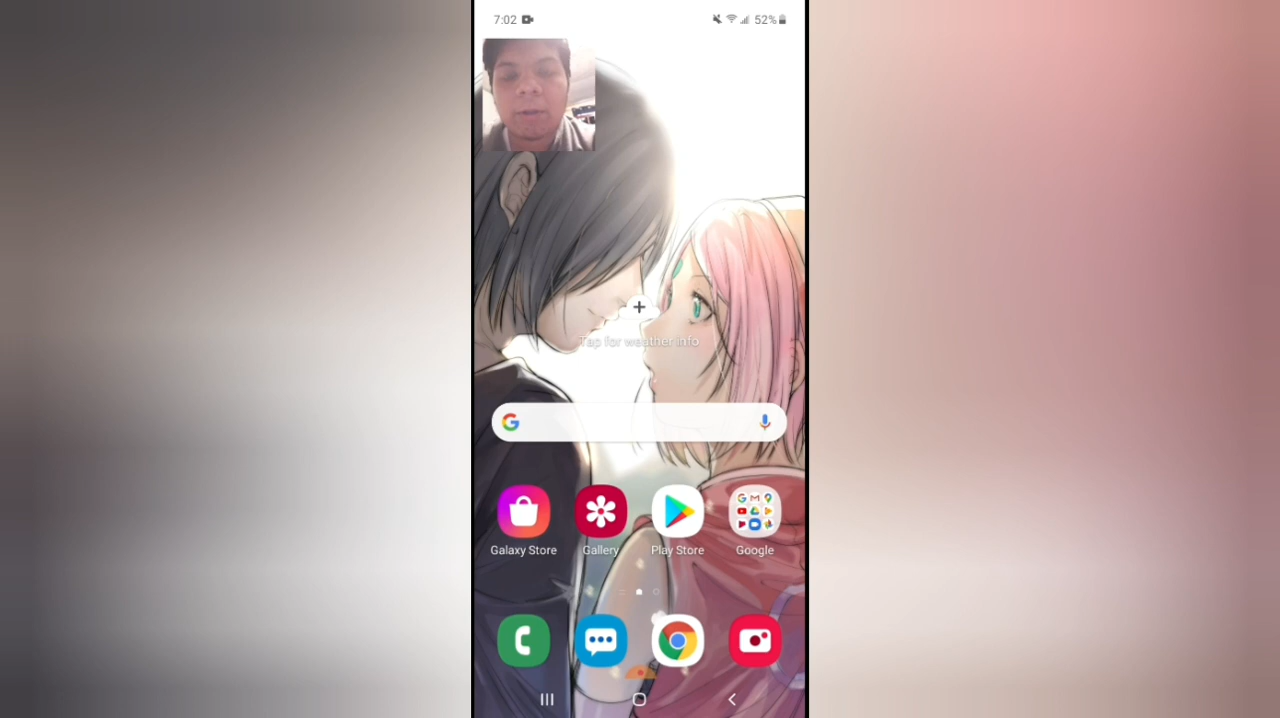 7:02
52%
Tap for weather info
Galaxy Store
Gallery
Play Store
Google